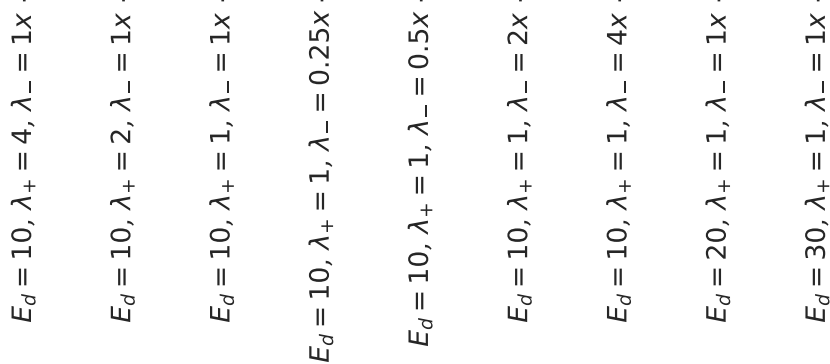 E_d = 10, λ_+ = 4, λ_− = 1x
E_d = 10, λ_+ = 2, λ_− = 1x
E_d = 10, λ_+ = 1, λ_− = 1x
E_d = 10, λ_+ = 1, λ_− = 0.25x
E_d = 10, λ_+ = 1, λ_− = 0.5x
E_d = 10, λ_+ = 1, λ_− = 2x
E_d = 10, λ_+ = 1, λ_− = 4x
E_d = 20, λ_+ = 1, λ_− = 1x
E_d = 30, λ_+ = 1, λ_− = 1x